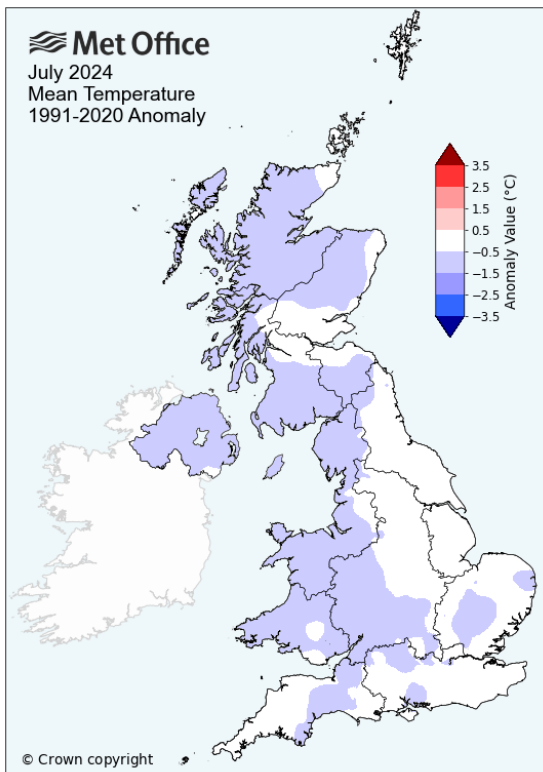 Met Office
July 2024
Mean Temperature
1991-2020 Anomaly
3.5
2.5
1.5
0.5
−0.5
−1.5
−2.5
−3.5
Anomaly Value (°C)
© Crown copyright